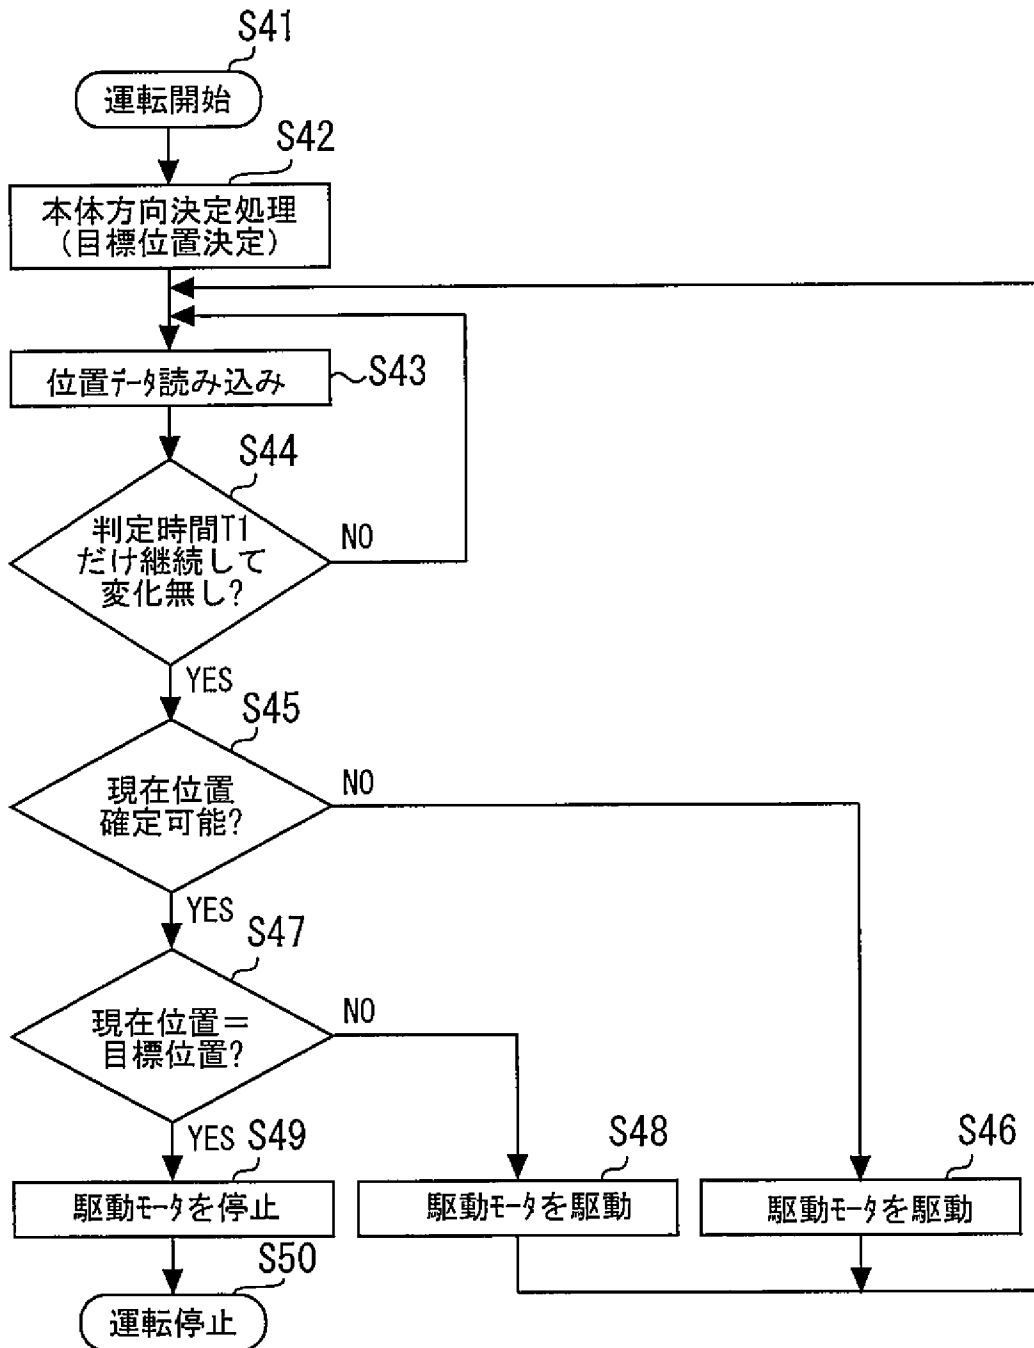 S41
運転開始
S42
本体方向決定処理
(目標位置決定)
位置データ読み込み
S43
S44
判定時間T1
だけ継続して
変化無し?
NO
YES
S45
現在位置
確定可能?
NO
YES
S47
現在位置=
目標位置?
NO
YES
S49
駆動モータを停止
S48
駆動モータを駆動
S46
駆動モータを駆動
S50
運転停止